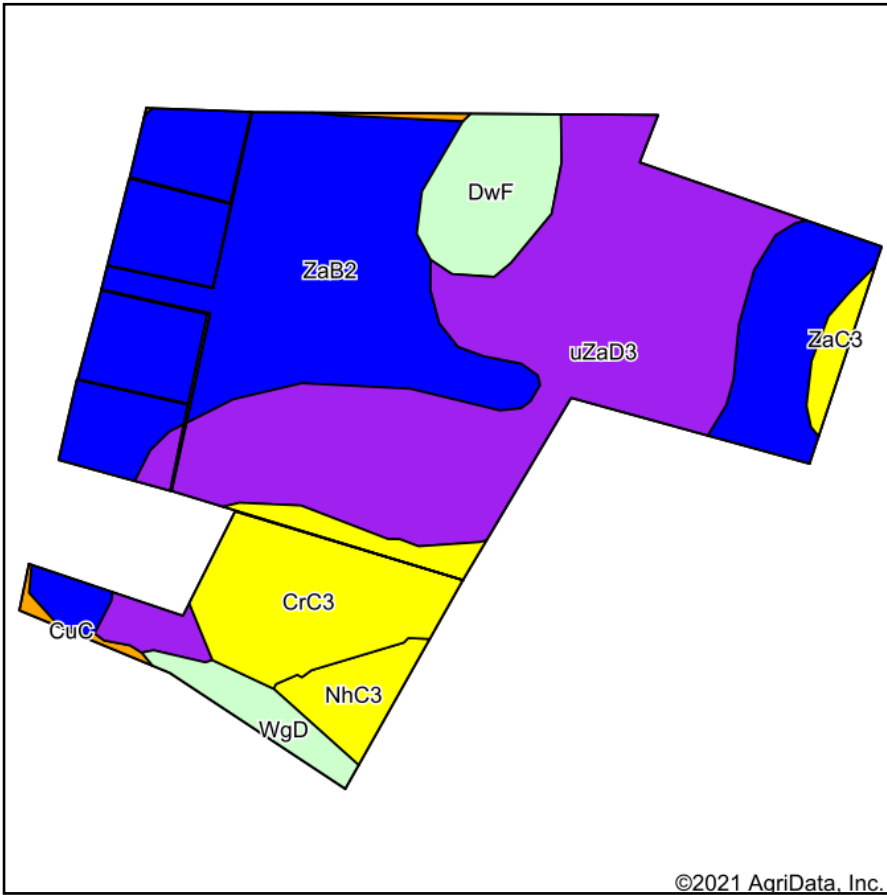 DwF
ZaB2
ZaC3
uZaD3
CrC3
CuC
NhC3
WgD
©2021 AgriData, Inc.